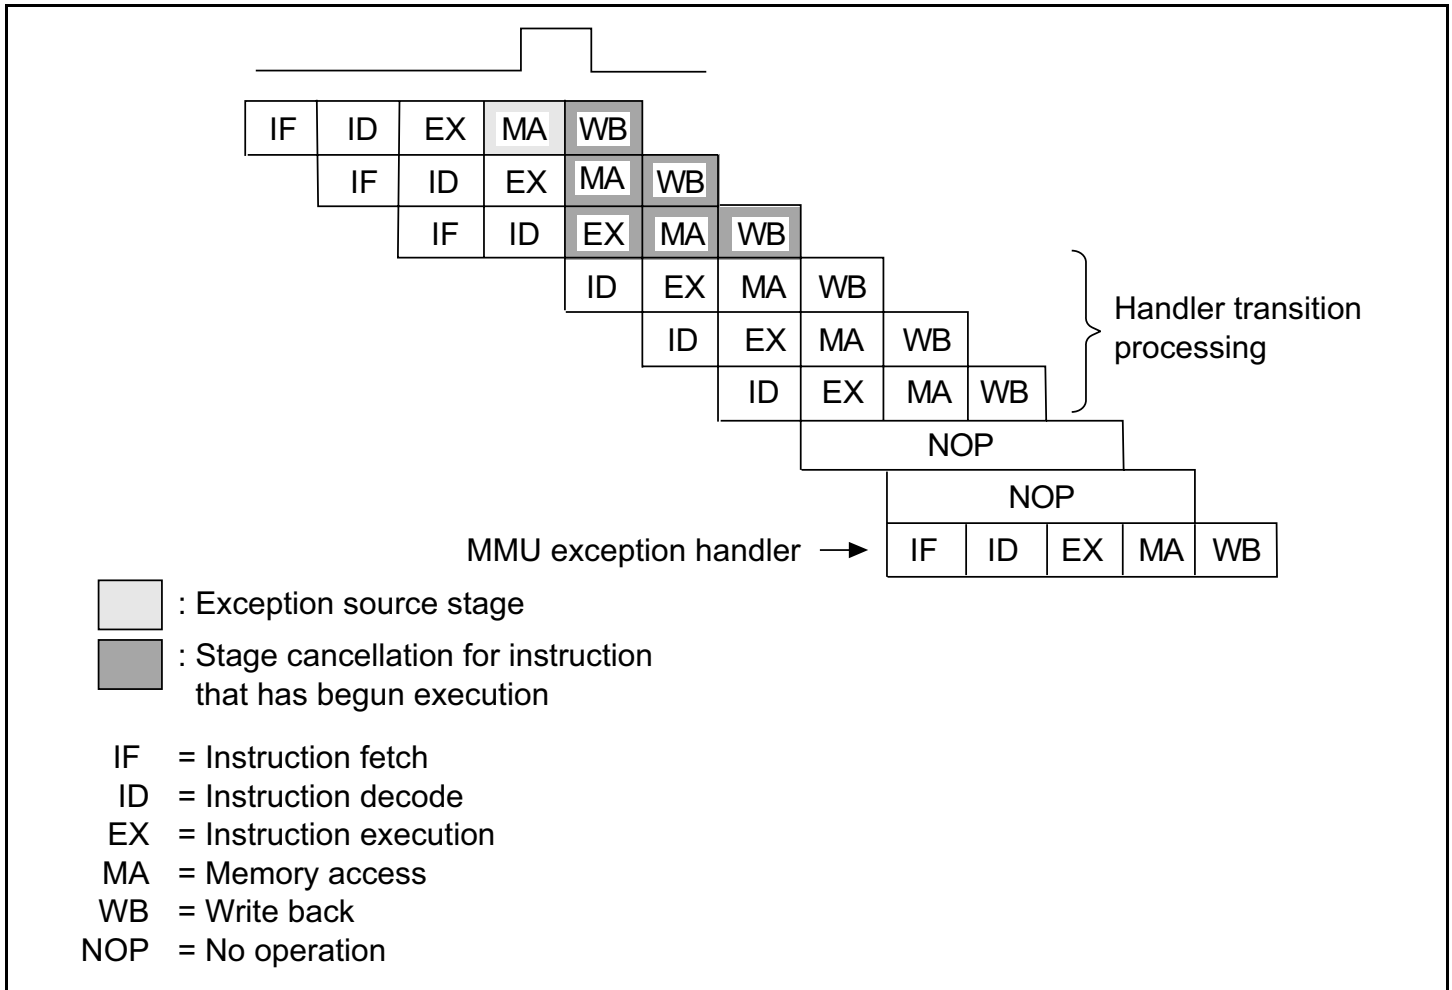 IF ID EX MA WB
IF ID EX MA WB
IF ID EX MA WB
ID EX MA WB
ID EX MA WB
ID EX MA WB
Handler transition
processing
NOP
NOP
MMU exception handler IF ID EX MA WB
: Exception source stage
: Stage cancellation for instruction
that has begun execution
IF = Instruction fetch
ID = Instruction decode
EX = Instruction execution
MA = Memory access
WB = Write back
NOP = No operation